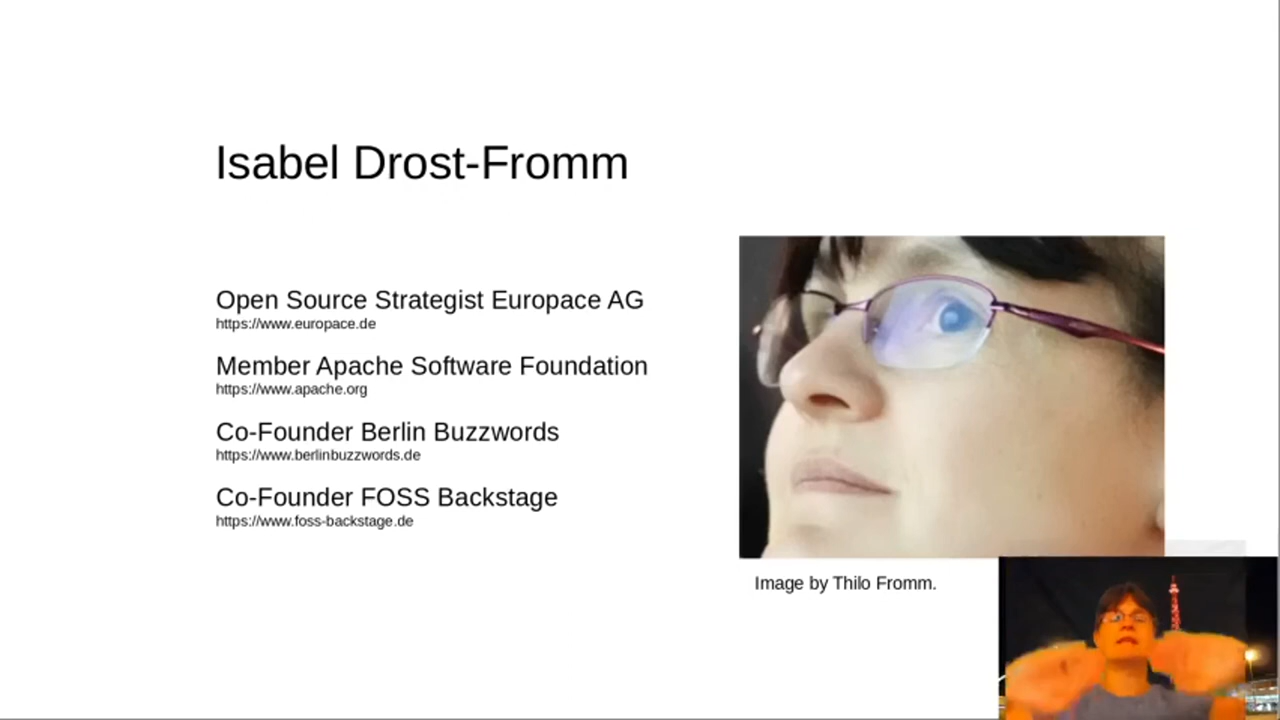 Isabel Drost-Fromm
Open Source Strategist Europace AG
https://www.europace.de
Member Apache Software Foundation
https://www.apache.org
Co-Founder Berlin Buzzwords
https://www.berlinbuzzwords.de
Co-Founder FOSS Backstage
https://www.foss-backstage.de
Image by Thilo Fromm.